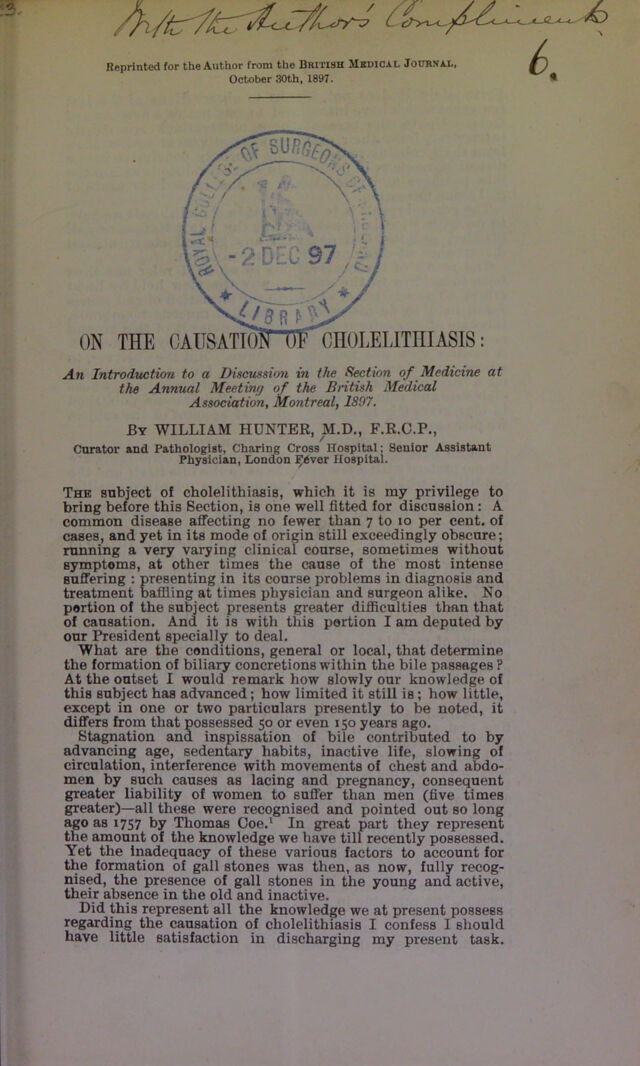 3.
With the Author's Compliments
6.
Reprinted for the Author from the BRITISH MEDICAL JOURNAL,
October 30th, 1897.
ROYAL COLLEGE OF SURGEONS OF ENGLAND
-2 DEC 97
* LIBRARY *
ON THE CAUSATION OF CHOLELITHIASIS:
An Introduction to a Discussion in the Section of Medicine at
the Annual Meeting of the British Medical
Association, Montreal, 1897.
BY WILLIAM HUNTER, M.D., F.R.C.P.,
Curator and Pathologist, Charing Cross Hospital; Senior Assistant
Physician, London Fever Hospital.
THE subject of cholelithiasis, which it is my privilege to
bring before this Section, is one well fitted for discussion: A
common disease affecting no fewer than 7 to 10 per cent. of
cases, and yet in its mode of origin still exceedingly obscure;
running a very varying clinical course, sometimes without
symptoms, at other times the cause of the most intense
suffering: presenting in its course problems in diagnosis and
treatment baffling at times physician and surgeon alike. No
portion of the subject presents greater difficulties than that
of causation. And it is with this portion I am deputed by
our President specially to deal.
What are the conditions, general or local, that determine
the formation of biliary concretions within the bile passages?
At the outset I would remark how slowly our knowledge of
this subject has advanced; how limited it still is; how little,
except in one or two particulars presently to be noted, it
differs from that possessed 50 or even 150 years ago.
Stagnation and inspissation of bile contributed to by
advancing age, sedentary habits, inactive life, slowing of
circulation, interference with movements of chest and abdo-
men by such causes as lacing and pregnancy, consequent
greater liability of women to suffer than men (five times
greater)—all these were recognised and pointed out so long
ago as 1757 by Thomas Coe.¹ In great part they represent
the amount of the knowledge we have till recently possessed.
Yet the inadequacy of these various factors to account for
the formation of gall stones was then, as now, fully recog-
nised, the presence of gall stones in the young and active,
their absence in the old and inactive.
Did this represent all the knowledge we at present possess
regarding the causation of cholelithiasis I confess I should
have little satisfaction in discharging my present task.